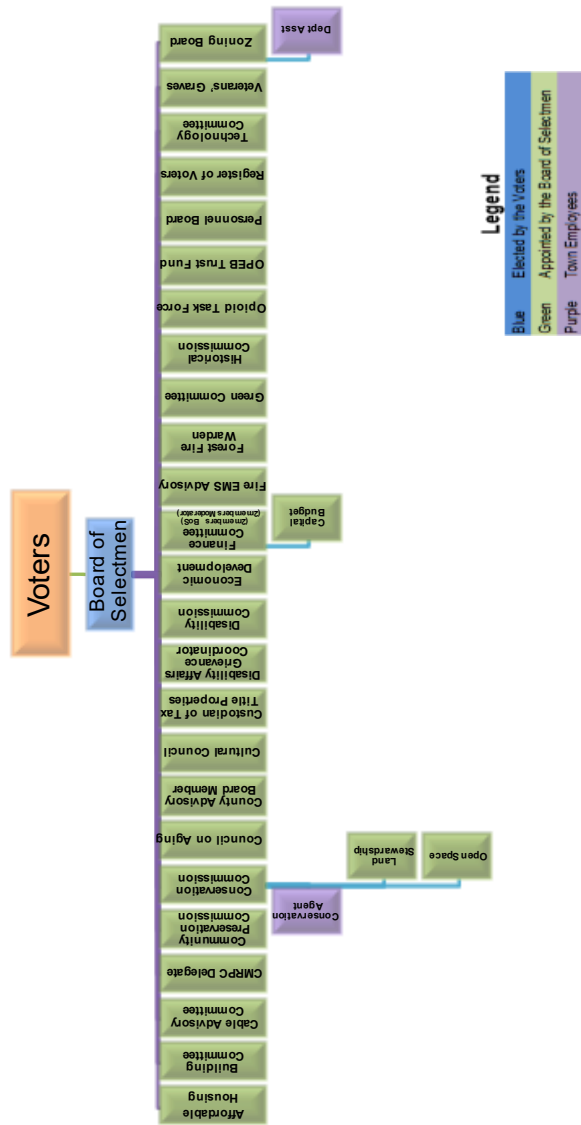 Voters
Board of
Selectmen
Affordable
Housing
Building
Committee
Cable Advisory
Committee
CMRPC Delegate
Community
Preservation
Commission
Conservation
Commission
Conservation
Agent
Land
Stewardship
Open Space
Council on Aging
County Advisory
Board Member
Cultural Council
Custodian of Tax
Title Properties
Disability Affairs
Grievance
Coordinator
Disability
Commission
Economic
Development
Finance
Committee
(2members BoS)
(2members Moderator)
Capital
Budget
Fire EMS Advisory
Forest Fire
Warden
Green Committee
Historical
Commission
Opioid Task Force
OPEB Trust Fund
Personnel Board
Register of Voters
Technology
Committee
Veterans' Graves
Zoning Board
Dept Asst
Legend
Blue Elected by the Voters
Green Appointed by the Board of Selectmen
Purple Town Employees